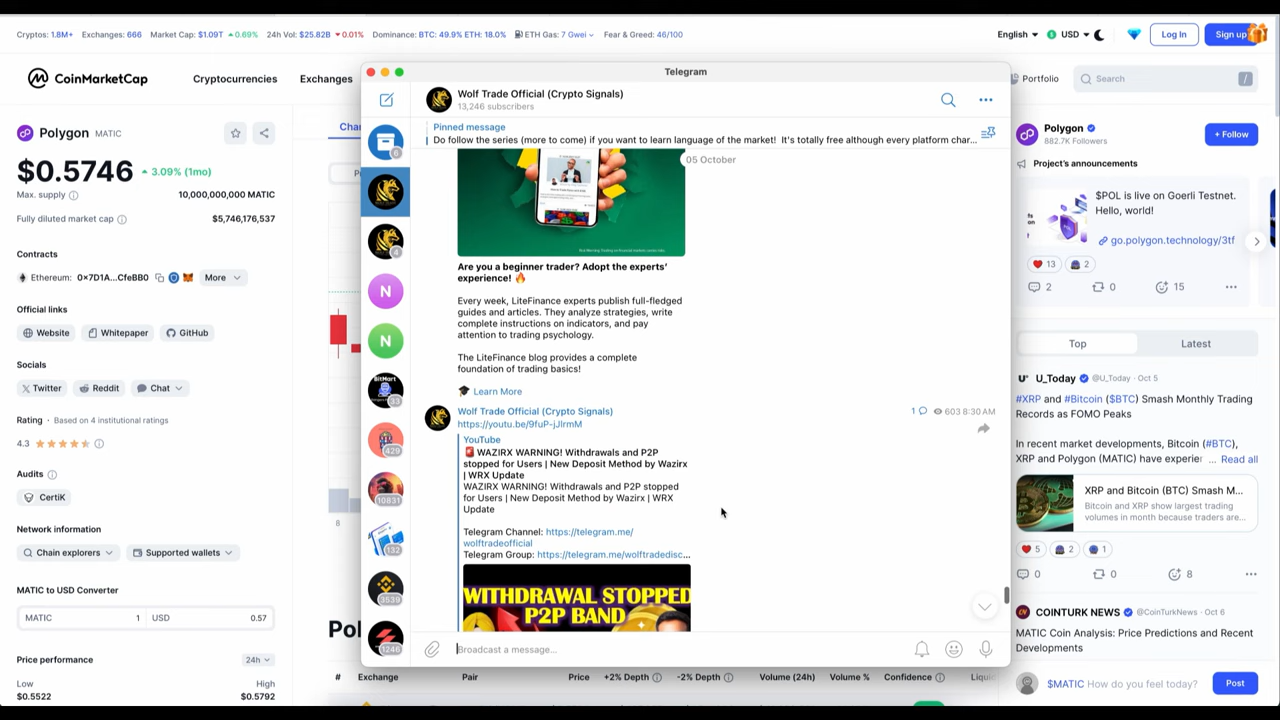 Cryptos: 1.8M+ Exchanges: 666 Market Cap: $1.09T 0.69% 24h Vol: $25.82B 0.01% Dominance: BTC: 49.9% ETH: 18.0% ETH Gas: 7 Gwei Fear & Greed: 46/100
English USD Log In Sign up
CoinMarketCap Cryptocurrencies Exchanges
Portfolio Search /
Polygon MATIC
$0.5746 3.09% (1mo)
Max. supply 10,000,000,000 MATIC
Fully diluted market cap $5,746,176,537
Contracts
Ethereum: 0x7D1A...CfeBB0 More
Official links
Website Whitepaper GitHub
Socials
Twitter Reddit Chat
Rating · Based on 4 institutional ratings
4.3
Audits
CertiK
Network information
Chain explorers Supported wallets
MATIC to USD Converter
MATIC 1 USD 0.57
Price performance 24h
Low High
$0.5522 $0.5792
8
# Exchange Pair Price +2% Depth -2% Depth Volume (24h) Volume % Confidence
Telegram
Wolf Trade Official (Crypto Signals)
13,246 subscribers
Pinned message
Do follow the series (more to come) if you want to learn language of the market! It's totally free although every platform char...
05 October
Are you a beginner trader? Adopt the experts'
experience! 🔥
Every week, LiteFinance experts publish full-fledged
guides and articles. They analyze strategies, write
complete instructions on indicators, and pay
attention to trading psychology.
The LiteFinance blog provides a complete
foundation of trading basics!
🎓 Learn More
Wolf Trade Official (Crypto Signals) 1 603 8:30 AM
https://youtu.be/9fuP-jJlrmM
YouTube
🚨 WAZIRX WARNING! Withdrawals and P2P
stopped for Users | New Deposit Method by Wazirx
| WRX Update
WAZIRX WARNING! Withdrawals and P2P stopped
for Users | New Deposit Method by Wazirx | WRX
Update
Telegram Channel: https://telegram.me/
wolftradeofficial
Telegram Group: https://telegram.me/wolftradedisc...
WITHDRAWAL STOPPED
P2P BAND
Broadcast a message...
6
4
N
N
BitMart
33
429
10831
132
3539
1246
Polygon
882.7K Followers
+ Follow
Project's announcements
$POL is live on Goerli Testnet.
Hello, world!
go.polygon.technology/3tf
13 2
2 0 15
Top Latest
U_Today @U_Today · Oct 5
#XRP and #Bitcoin ($BTC) Smash Monthly Trading
Records as FOMO Peaks
In recent market developments, Bitcoin (#BTC),
XRP and Polygon (MATIC) have experier ... Read all
XRP and Bitcoin (BTC) Smash M...
Bitcoin and XRP show largest trading
volumes in month because traders are...
5 2 1
0 0 8
COINTURK NEWS @CoinTurkNews · Oct 6
MATIC Coin Analysis: Price Predictions and Recent
Developments
$MATIC How do you feel today? Post